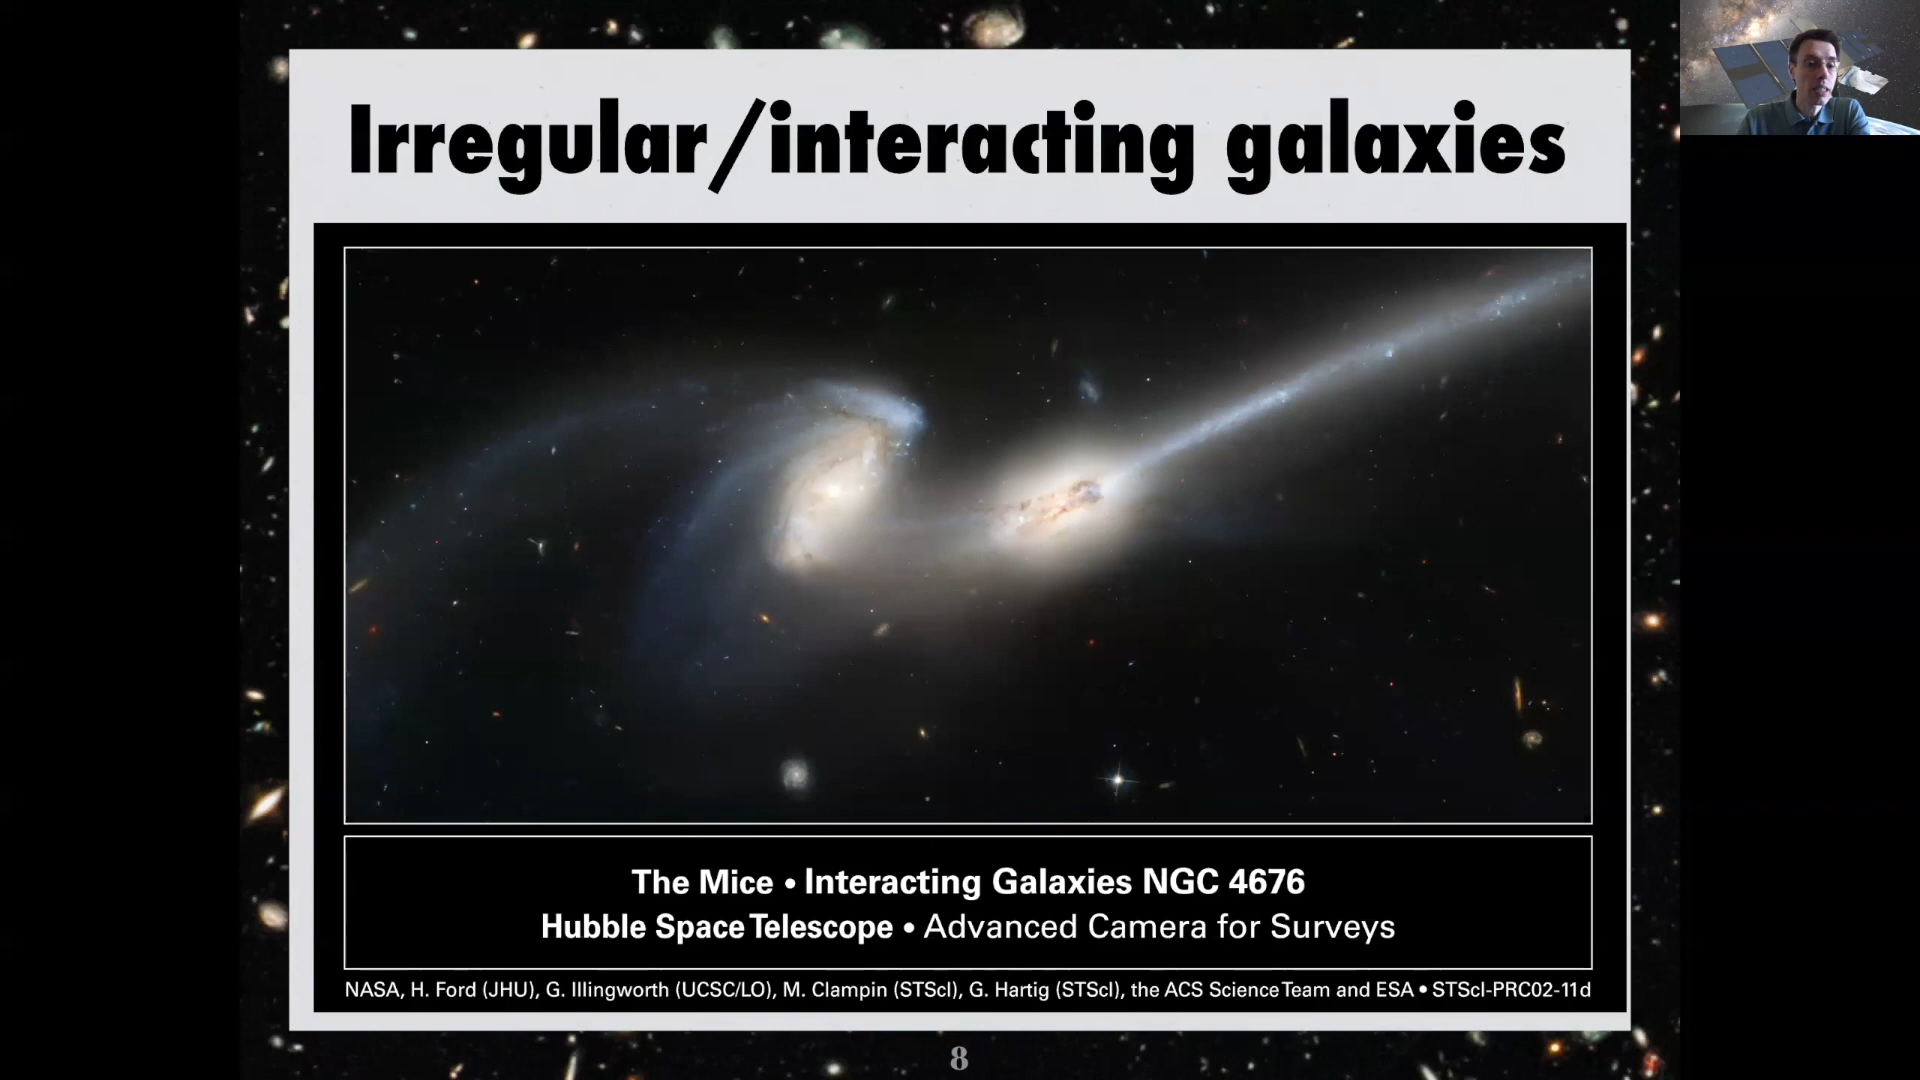 Irregular/interacting galaxies
The Mice • Interacting Galaxies NGC 4676
Hubble Space Telescope • Advanced Camera for Surveys
NASA, H. Ford (JHU), G. Illingworth (UCSC/LO), M. Clampin (STScI), G. Hartig (STScI), the ACS Science Team and ESA • STScI-PRC02-11d
8